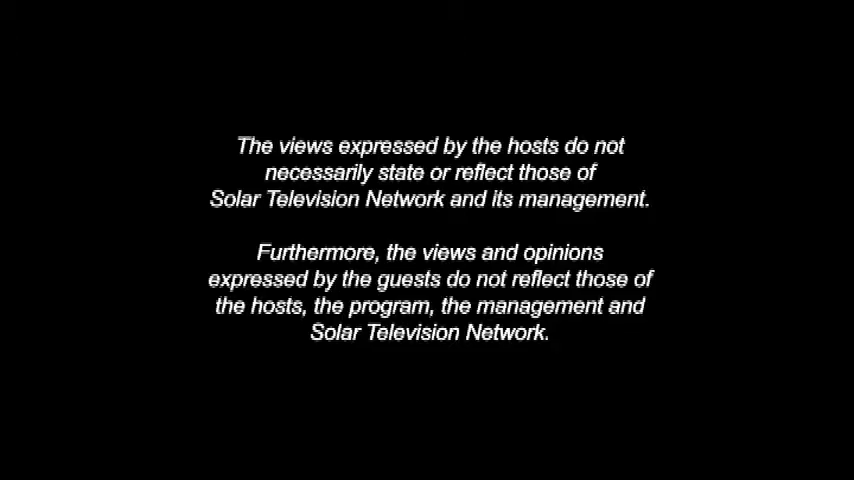 The views expressed by the hosts do not
necessarily state or reflect those of
Solar Television Network and its management.
Furthermore, the views and opinions
expressed by the guests do not reflect those of
the hosts, the program, the management and
Solar Television Network.